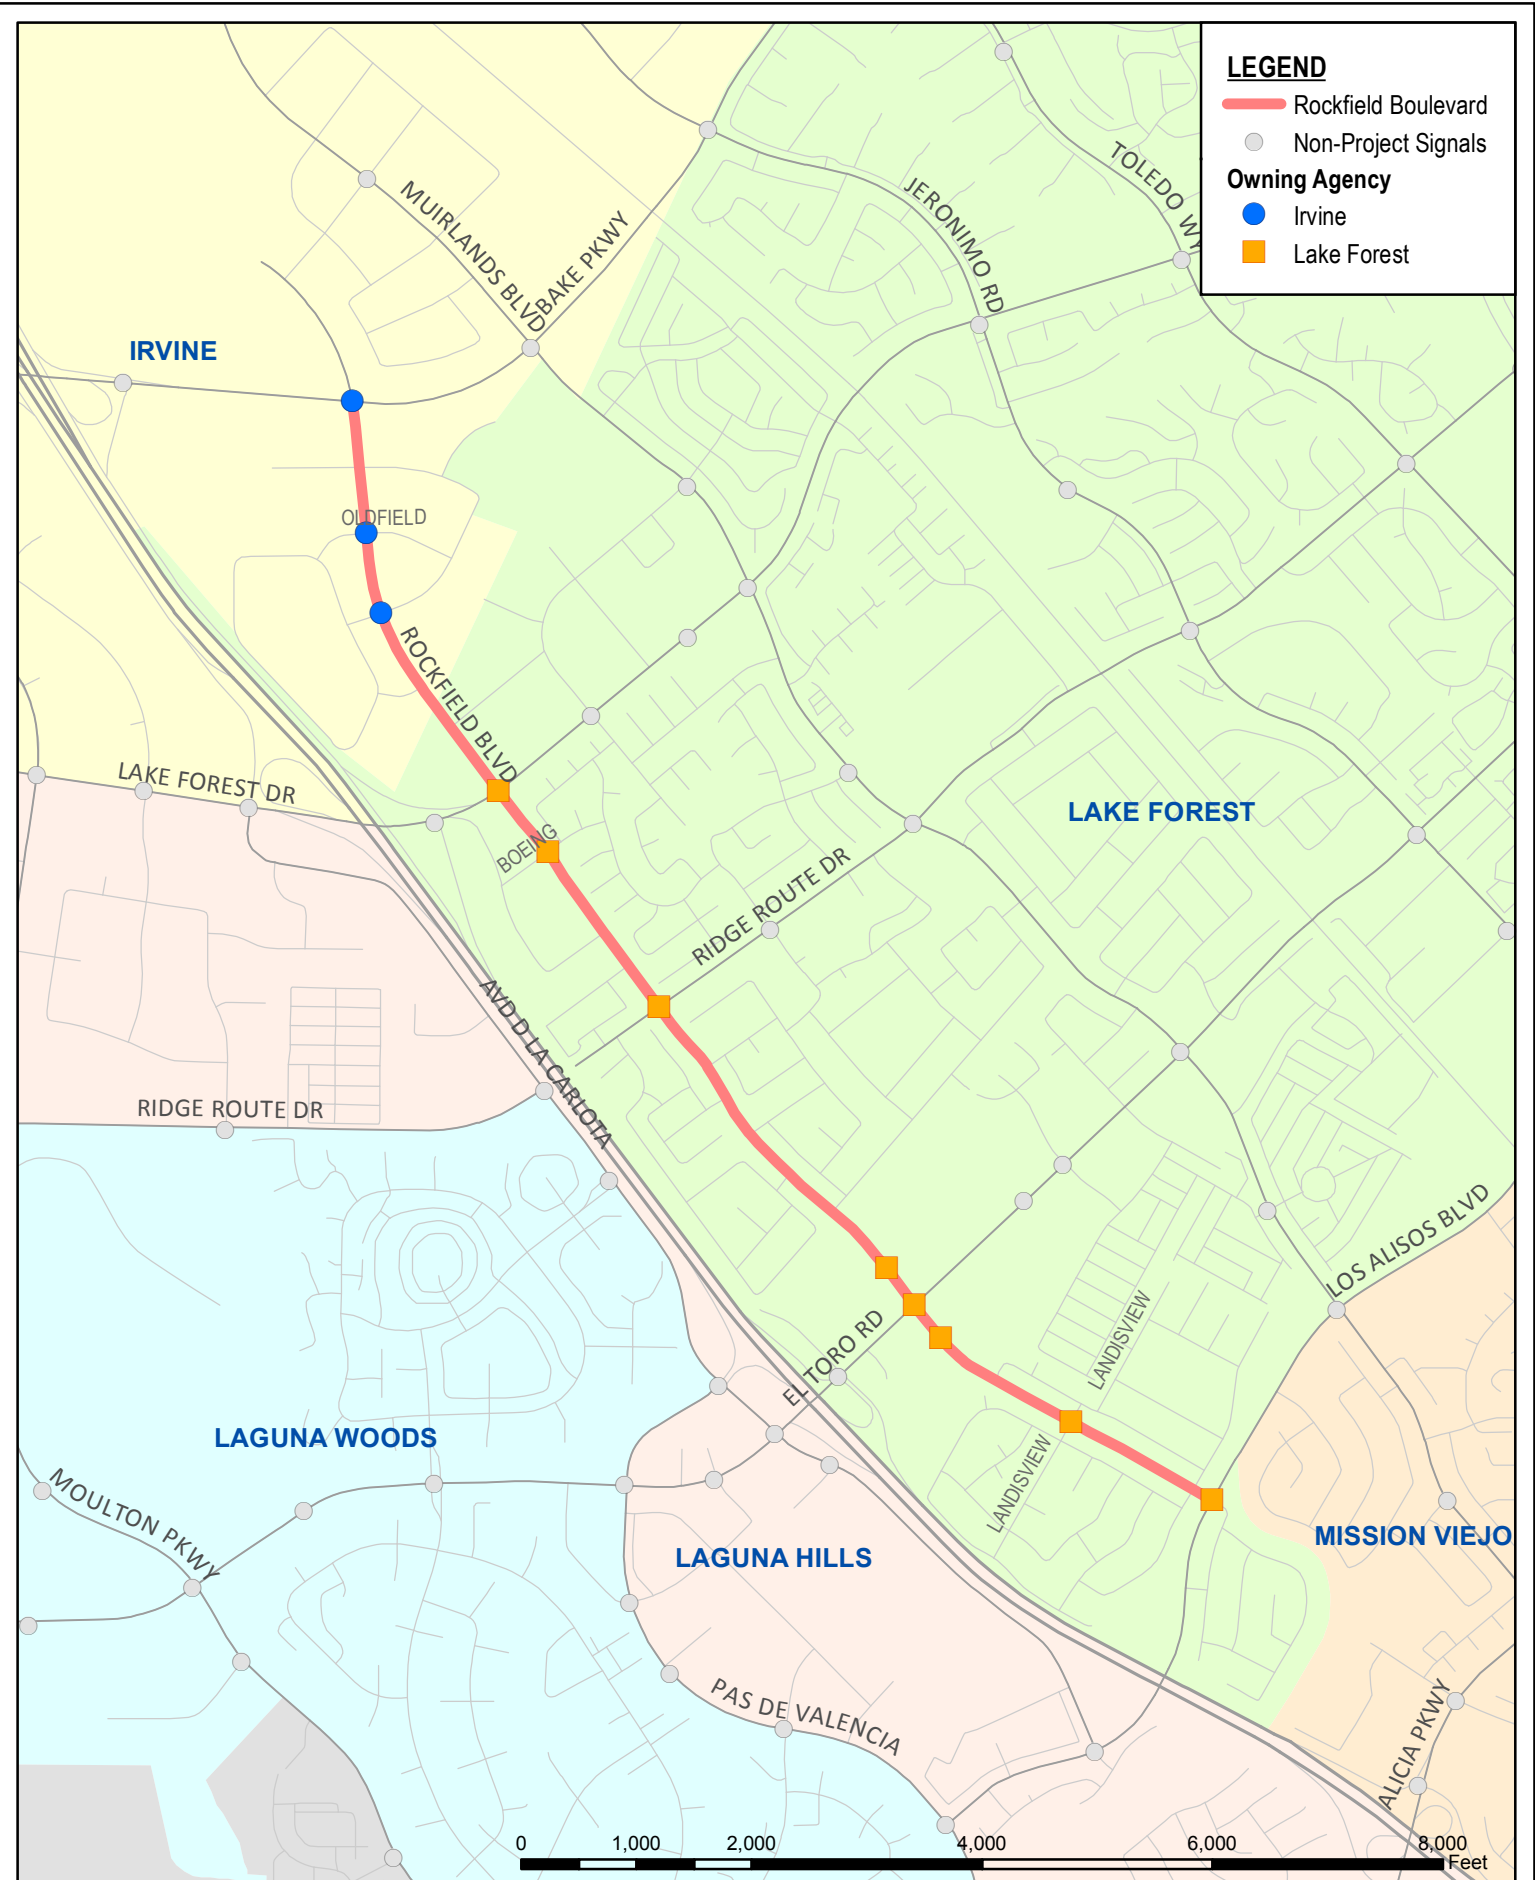 LEGEND
Rockfield Boulevard
Non-Project Signals
Owning Agency
Irvine
Lake Forest
TOLEDO WY
JERONIMO RD
MUIRLANDS BLVD
BAKE PKWY
IRVINE
OLDFIELD
ROCKFIELD BLVD
LAKE FOREST DR
LAKE FOREST
BOEING
RIDGE ROUTE DR
AVD D LA CARLOTA
RIDGE ROUTE DR
LOS ALISOS BLVD
EL TORO RD
LANDISVIEW
LAGUNA WOODS
LANDISVIEW
MOULTON PKWY
LAGUNA HILLS
MISSION VIEJO
PAS DE VALENCIA
ALICIA PKWY
0 1,000 2,000 4,000 6,000 8,000
Feet